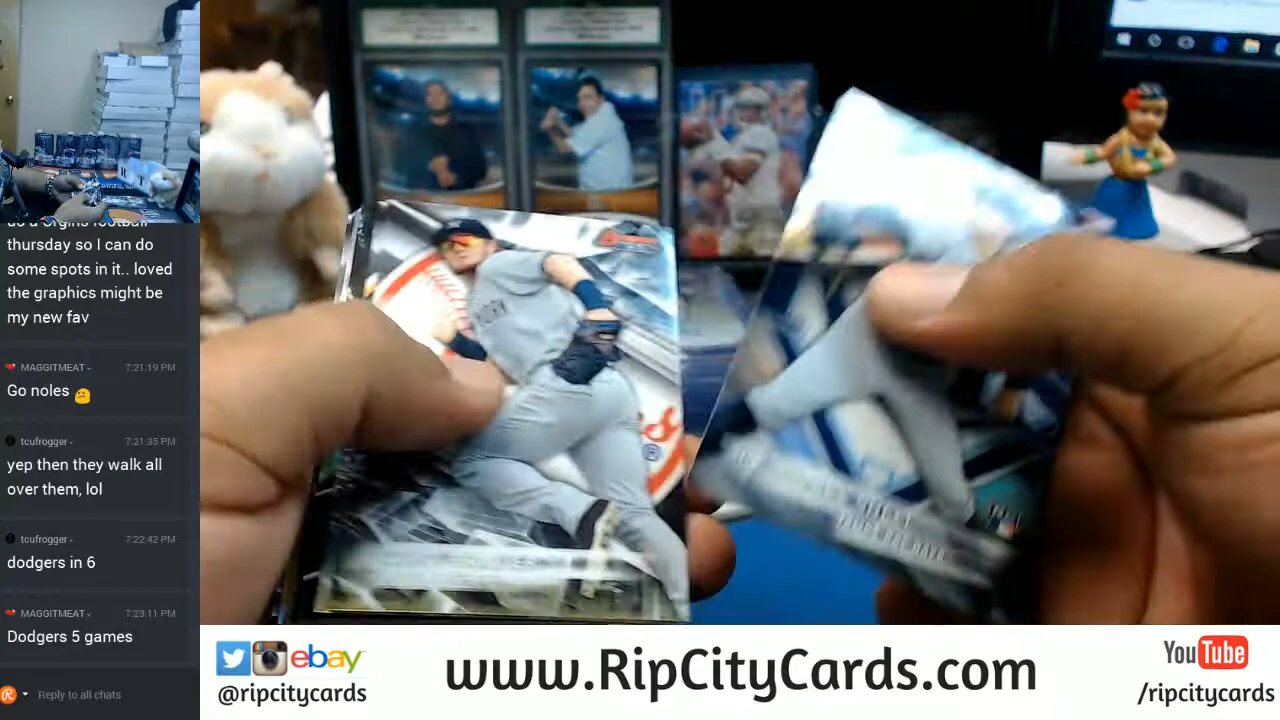 do a Orgins football
thursday so I can do
some spots in it.. loved
the graphics might be
my new fav
MAGGITMEAT - 7:21:19 PM
Go noles 🤔
tcufrogger - 7:21:35 PM
yep then they walk all
over them, lol
tcufrogger - 7:22:42 PM
dodgers in 6
MAGGITMEAT - 7:23:11 PM
Dodgers 5 games
Reply to all chats
ebay
@ripcitycards
www.RipCityCards.com
YouTube
/ripcitycards